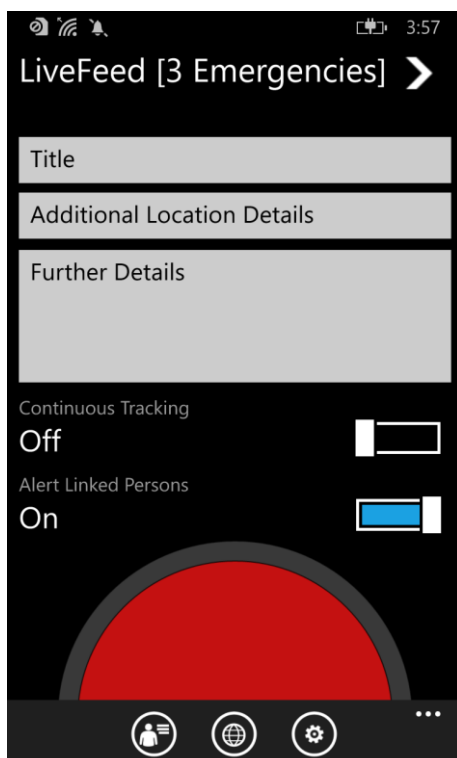 3:57
LiveFeed [3 Emergencies]
Title
Additional Location Details
Further Details
Continuous Tracking
Off
Alert Linked Persons
On